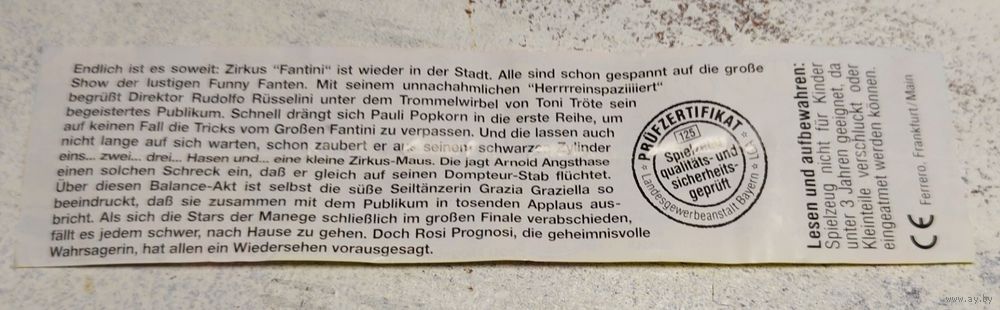 Endlich ist es soweit: Zirkus "Fantini" ist wieder in der Stadt. Alle sind schon gespannt auf die große
Show der lustigen Funny Fanten. Mit seinem unnachahmlichen "Herrrreinspaziiiiert"
begrüßt Direktor Rudolfo Rüsselini unter dem Trommelwirbel von Toni Tröte sein
begeistertes Publikum. Schnell drängt sich Pauli Popkorn in die erste Reihe, um
auf keinen Fall die Tricks vom Großen Fantini zu verpassen. Und die lassen auch
nicht lange auf sich warten, schon zaubert er aus seinem schwarzen Zylinder
eins... zwei... drei... Hasen und... eine kleine Zirkus-Maus. Die jagt Arnold Angsthase
einen solchen Schreck ein, daß er gleich auf seinen Dompteur-Stab flüchtet.
Über diesen Balance-Akt ist selbst die süße Seiltänzerin Grazia Graziella so
beeindruckt, daß sie zusammen mit dem Publikum in tosenden Applaus aus-
bricht. Als sich die Stars der Manege schließlich im großen Finale verabschieden,
fällt es jedem schwer, nach Hause zu gehen. Doch Rosi Prognosi, die geheimnisvolle
Wahrsagerin, hat allen ein Wiedersehen vorausgesagt.
PRÜFZERTIFIKAT
125
qualitäts- und
sicherheits-
geprüft
Landesgewerbeanstalt Bayern
Lesen und aufbewahren:
Spielzeug nicht für Kinder
unter 3 Jahren geeignet, da
Kleinteile verschluckt oder
eingeatmet werden können.
CE Ferrero, Frankfurt/Main
www.ay.by